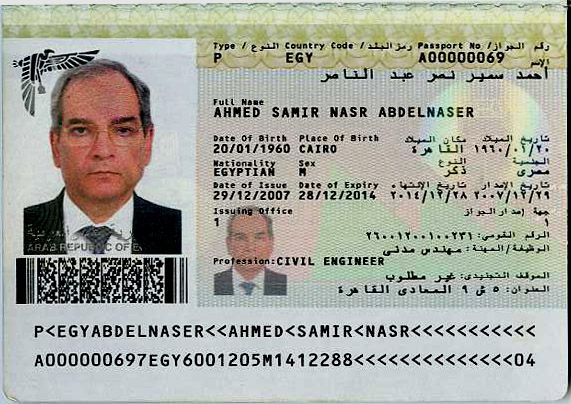 Type / النوع Country Code / رمز البلد Passport No / رقم الجواز
P EGY A00000069
الإسم
أحمد سمير نصر عبد الناصر
Full Name
AHMED SAMIR NASR ABDELNASER
Date Of Birth Place Of Birth مكان الميلاد تاريخ الميلاد
20/01/1960 CAIRO القاهرة ١٩٦٠/٠١/٢٠
Nationality Sex النوع الجنسية
EGYPTIAN M ذكر مصرى
Date of Issue Date of Expiry تاريخ الإنتهاء تاريخ الإصدار
29/12/2007 28/12/2014 ٢٠١٤/١٢/٢٨ ٢٠٠٧/١٢/٢٩
Issuing Office جهة إصدار الجواز
1 ١
الرقم القومى: ٢٦٠٠١٢٠٠١٠٠٢٣١
الوظيفة/المهنة: مهندس مدنى
Profession: CIVIL ENGINEER
الموقف التجنيدى: غير مطلوب
العنوان: ٥ ش ٩ المعادى القاهرة
ARAB REPUBLIC OF E
P<EGYABDELNASER<<AHMED<SAMIR<NASR<<<<<<<<<<<
A000000697EGY6001205M1412288<<<<<<<<<<<<<<04